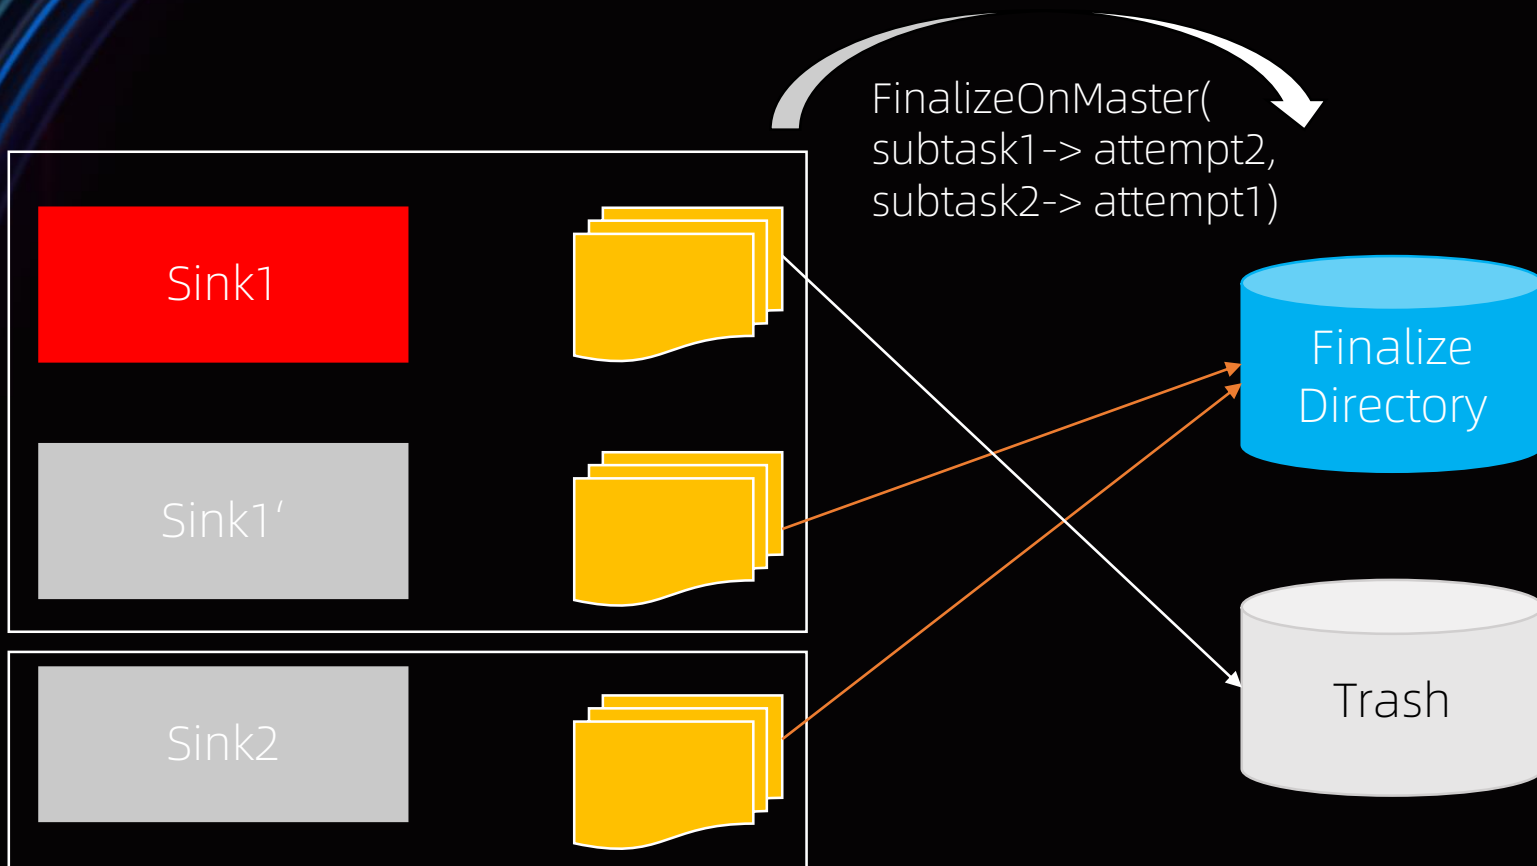 FinalizeOnMaster(
subtask1-> attempt2,
subtask2-> attempt1)
Sink1
Finalize
Directory
Sink1‘
Trash
Sink2